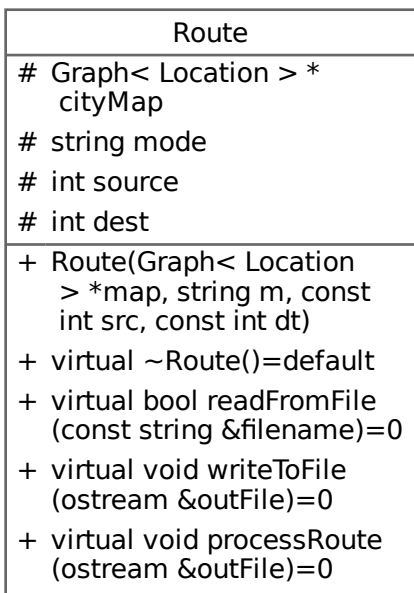 Route
# Graph< Location > *
cityMap
# string mode
# int source
# int dest
+ Route(Graph< Location
> *map, string m, const
int src, const int dt)
+ virtual ~Route()=default
+ virtual bool readFromFile
(const string &filename)=0
+ virtual void writeToFile
(ostream &outFile)=0
+ virtual void processRoute
(ostream &outFile)=0